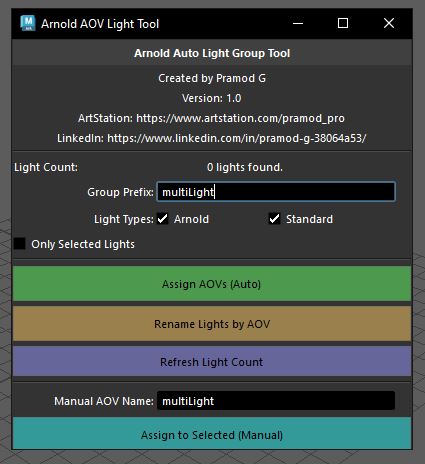 M
Arnold AOV Light Tool
Arnold Auto Light Group Tool
Created by Pramod G
Version: 1.0
ArtStation: https://www.artstation.com/pramod_pro
LinkedIn: https://www.linkedin.com/in/pramod-g-38064a53/
Light Count: 0 lights found.
Group Prefix: multiLight
Light Types: Arnold Standard
Only Selected Lights
Assign AOVs (Auto)
Rename Lights by AOV
Refresh Light Count
Manual AOV Name: multiLight
Assign to Selected (Manual)